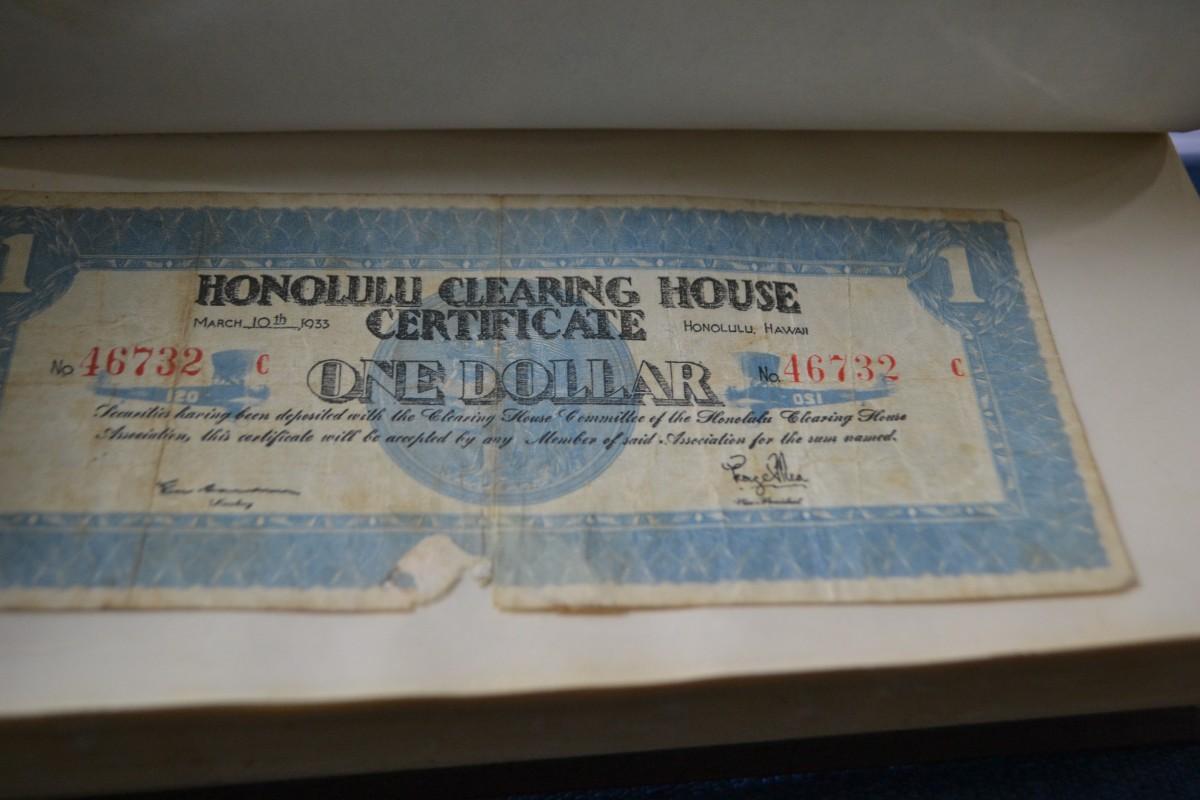 1 1
HONOLULU CLEARING HOUSE
MARCH 10th 1933 CERTIFICATE HONOLULU, HAWAII
No 46732 C ONE DOLLAR No. 46732 C
Securities having been deposited with the Clearing House Committee of the Honolulu Clearing House
Association, this certificate will be accepted by any Member of said Association for the sum named.
Vice-President